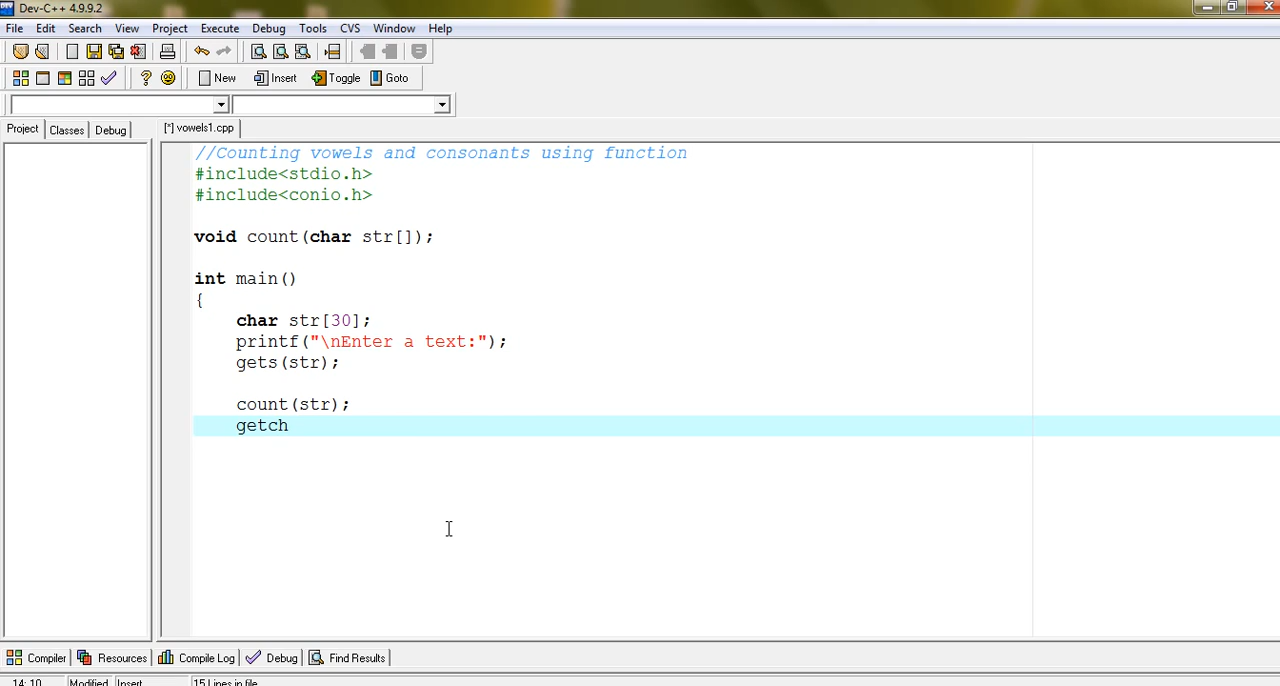 Dev-C++ 4.9.9.2
File Edit Search View Project Execute Debug Tools CVS Window Help
New Insert Toggle Goto
Project Classes Debug [*] vowels1.cpp
//Counting vowels and consonants using function
#include<stdio.h>
#include<conio.h>
void count(char str[]);
int main()
{
char str[30];
printf("\nEnter a text:");
gets(str);
count(str);
getch
Compiler Resources Compile Log Debug Find Results
14: 10 Modified Insert 15 Lines in file